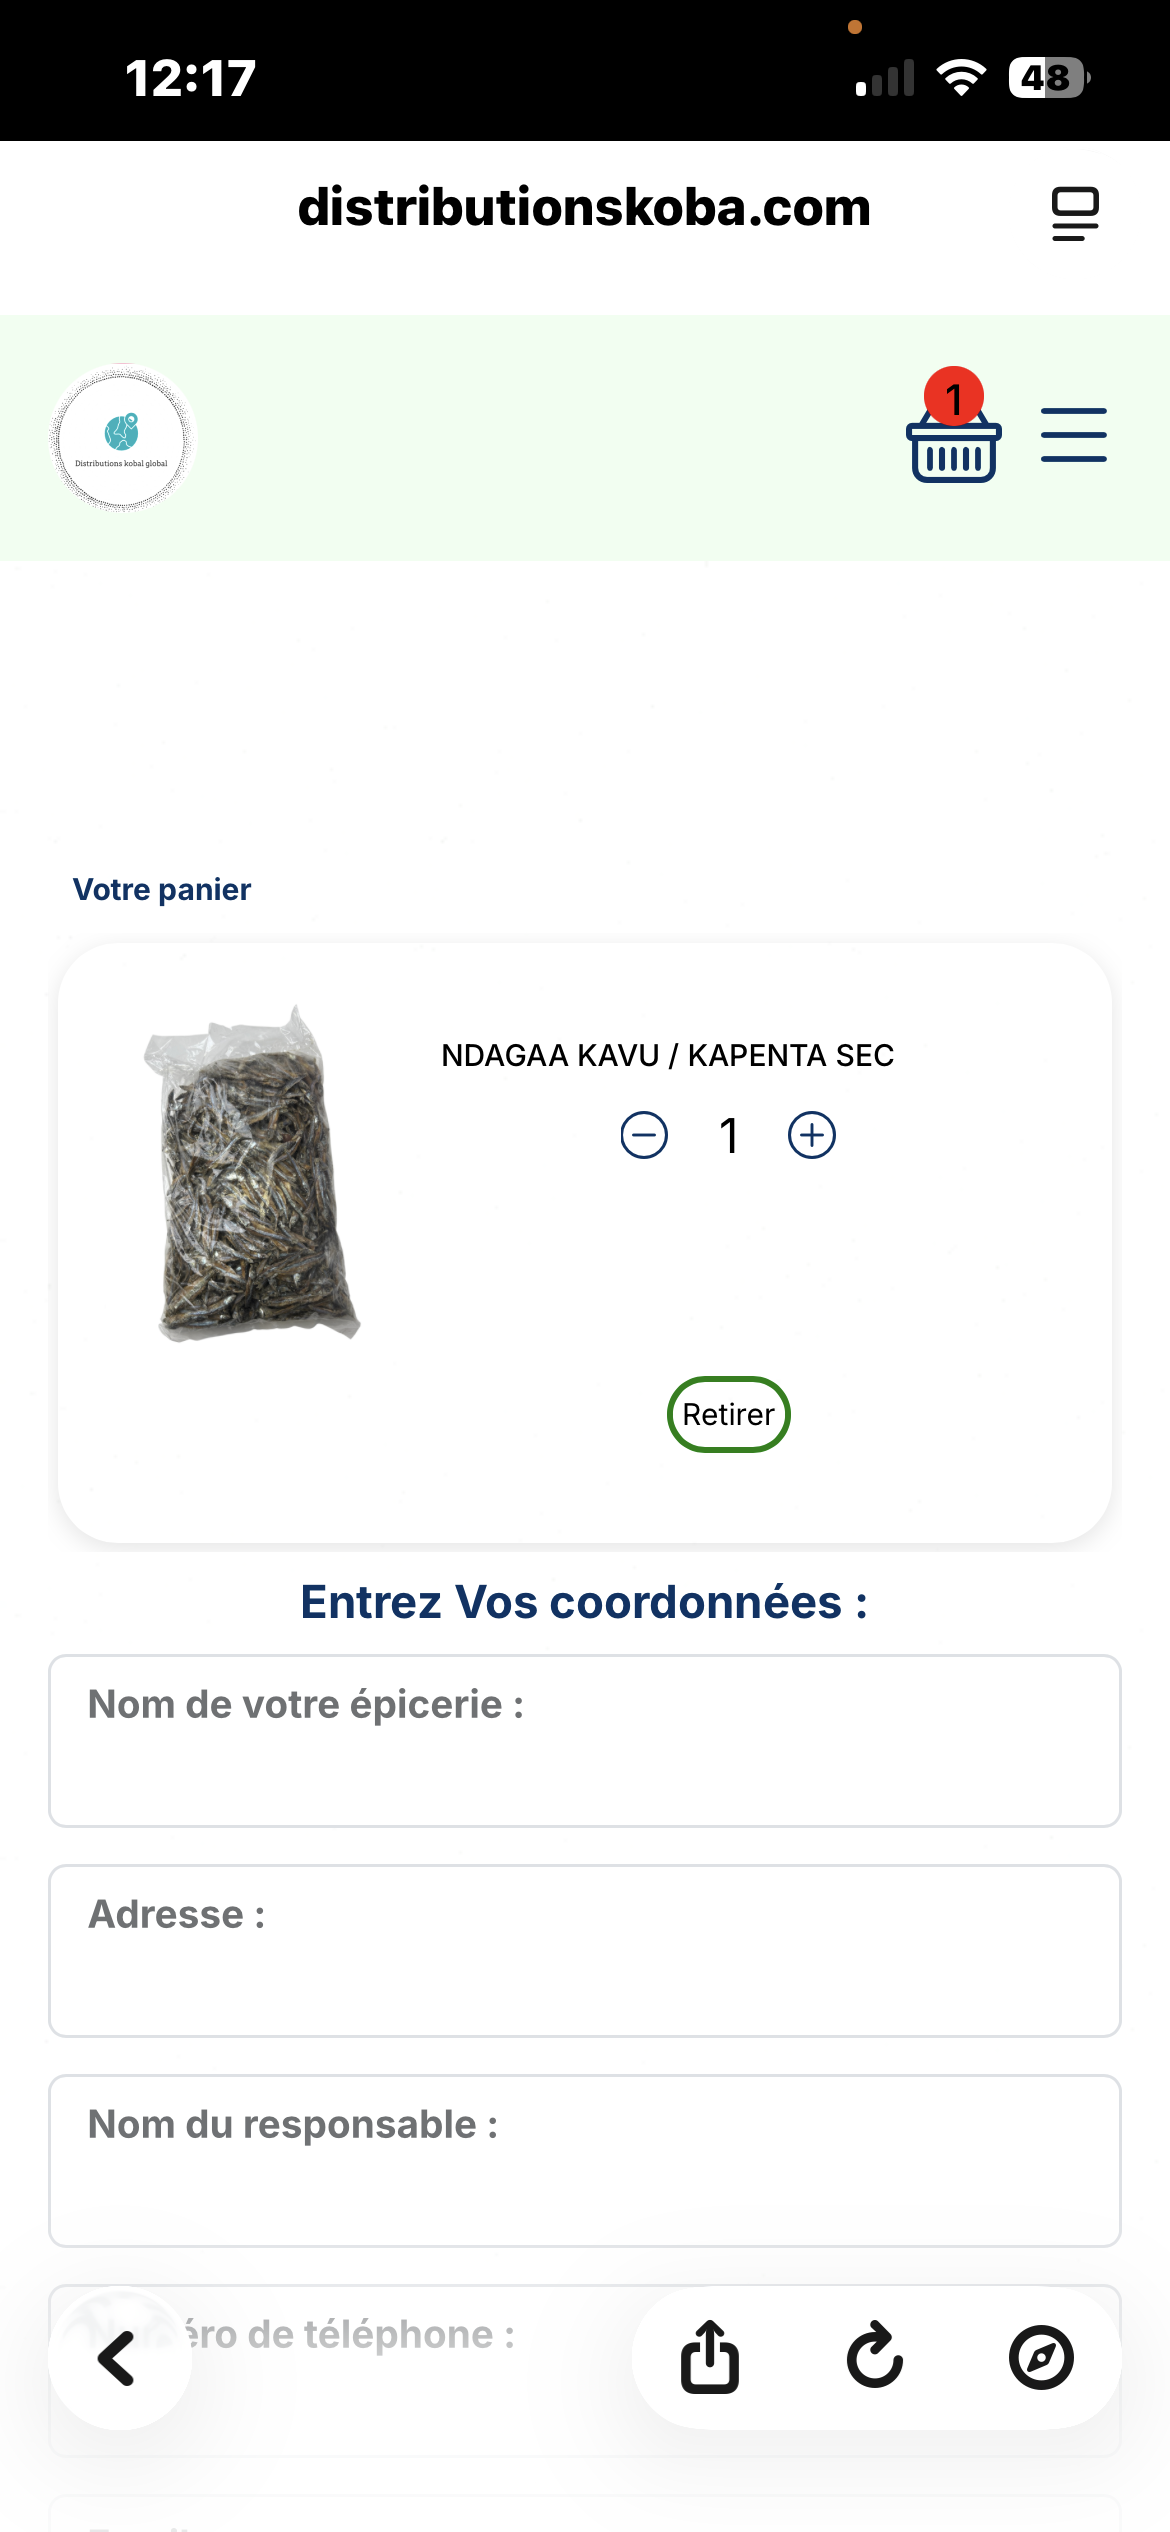 12:17
48
distributionskoba.com
Distributions kobal global
1
Votre panier
NDAGAA KAVU / KAPENTA SEC
1
Retirer
Entrez Vos coordonnées :
Nom de votre épicerie :
Adresse :
Nom du responsable :
éro de téléphone :